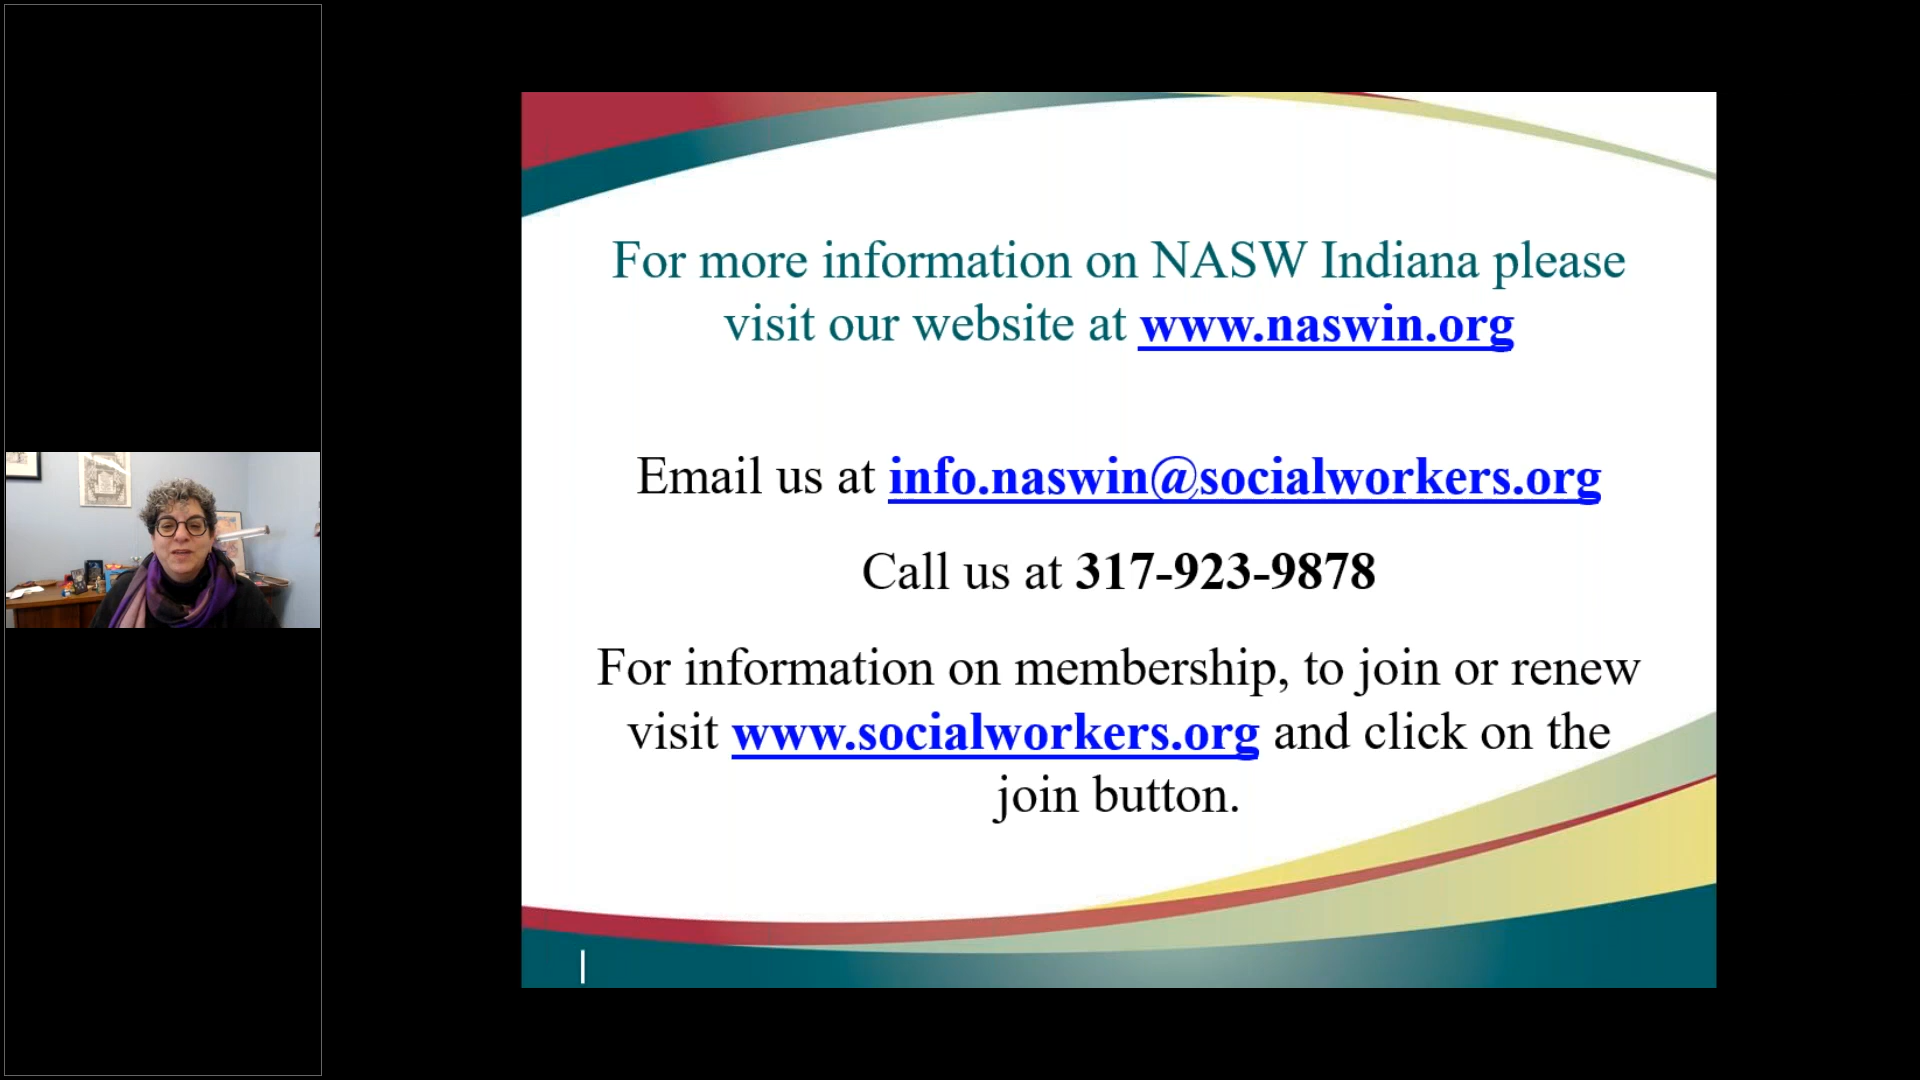 For more information on NASW Indiana please
visit our website at www.naswin.org
Email us at info.naswin@socialworkers.org
Call us at 317-923-9878
For information on membership, to join or renew
visit www.socialworkers.org and click on the
join button.